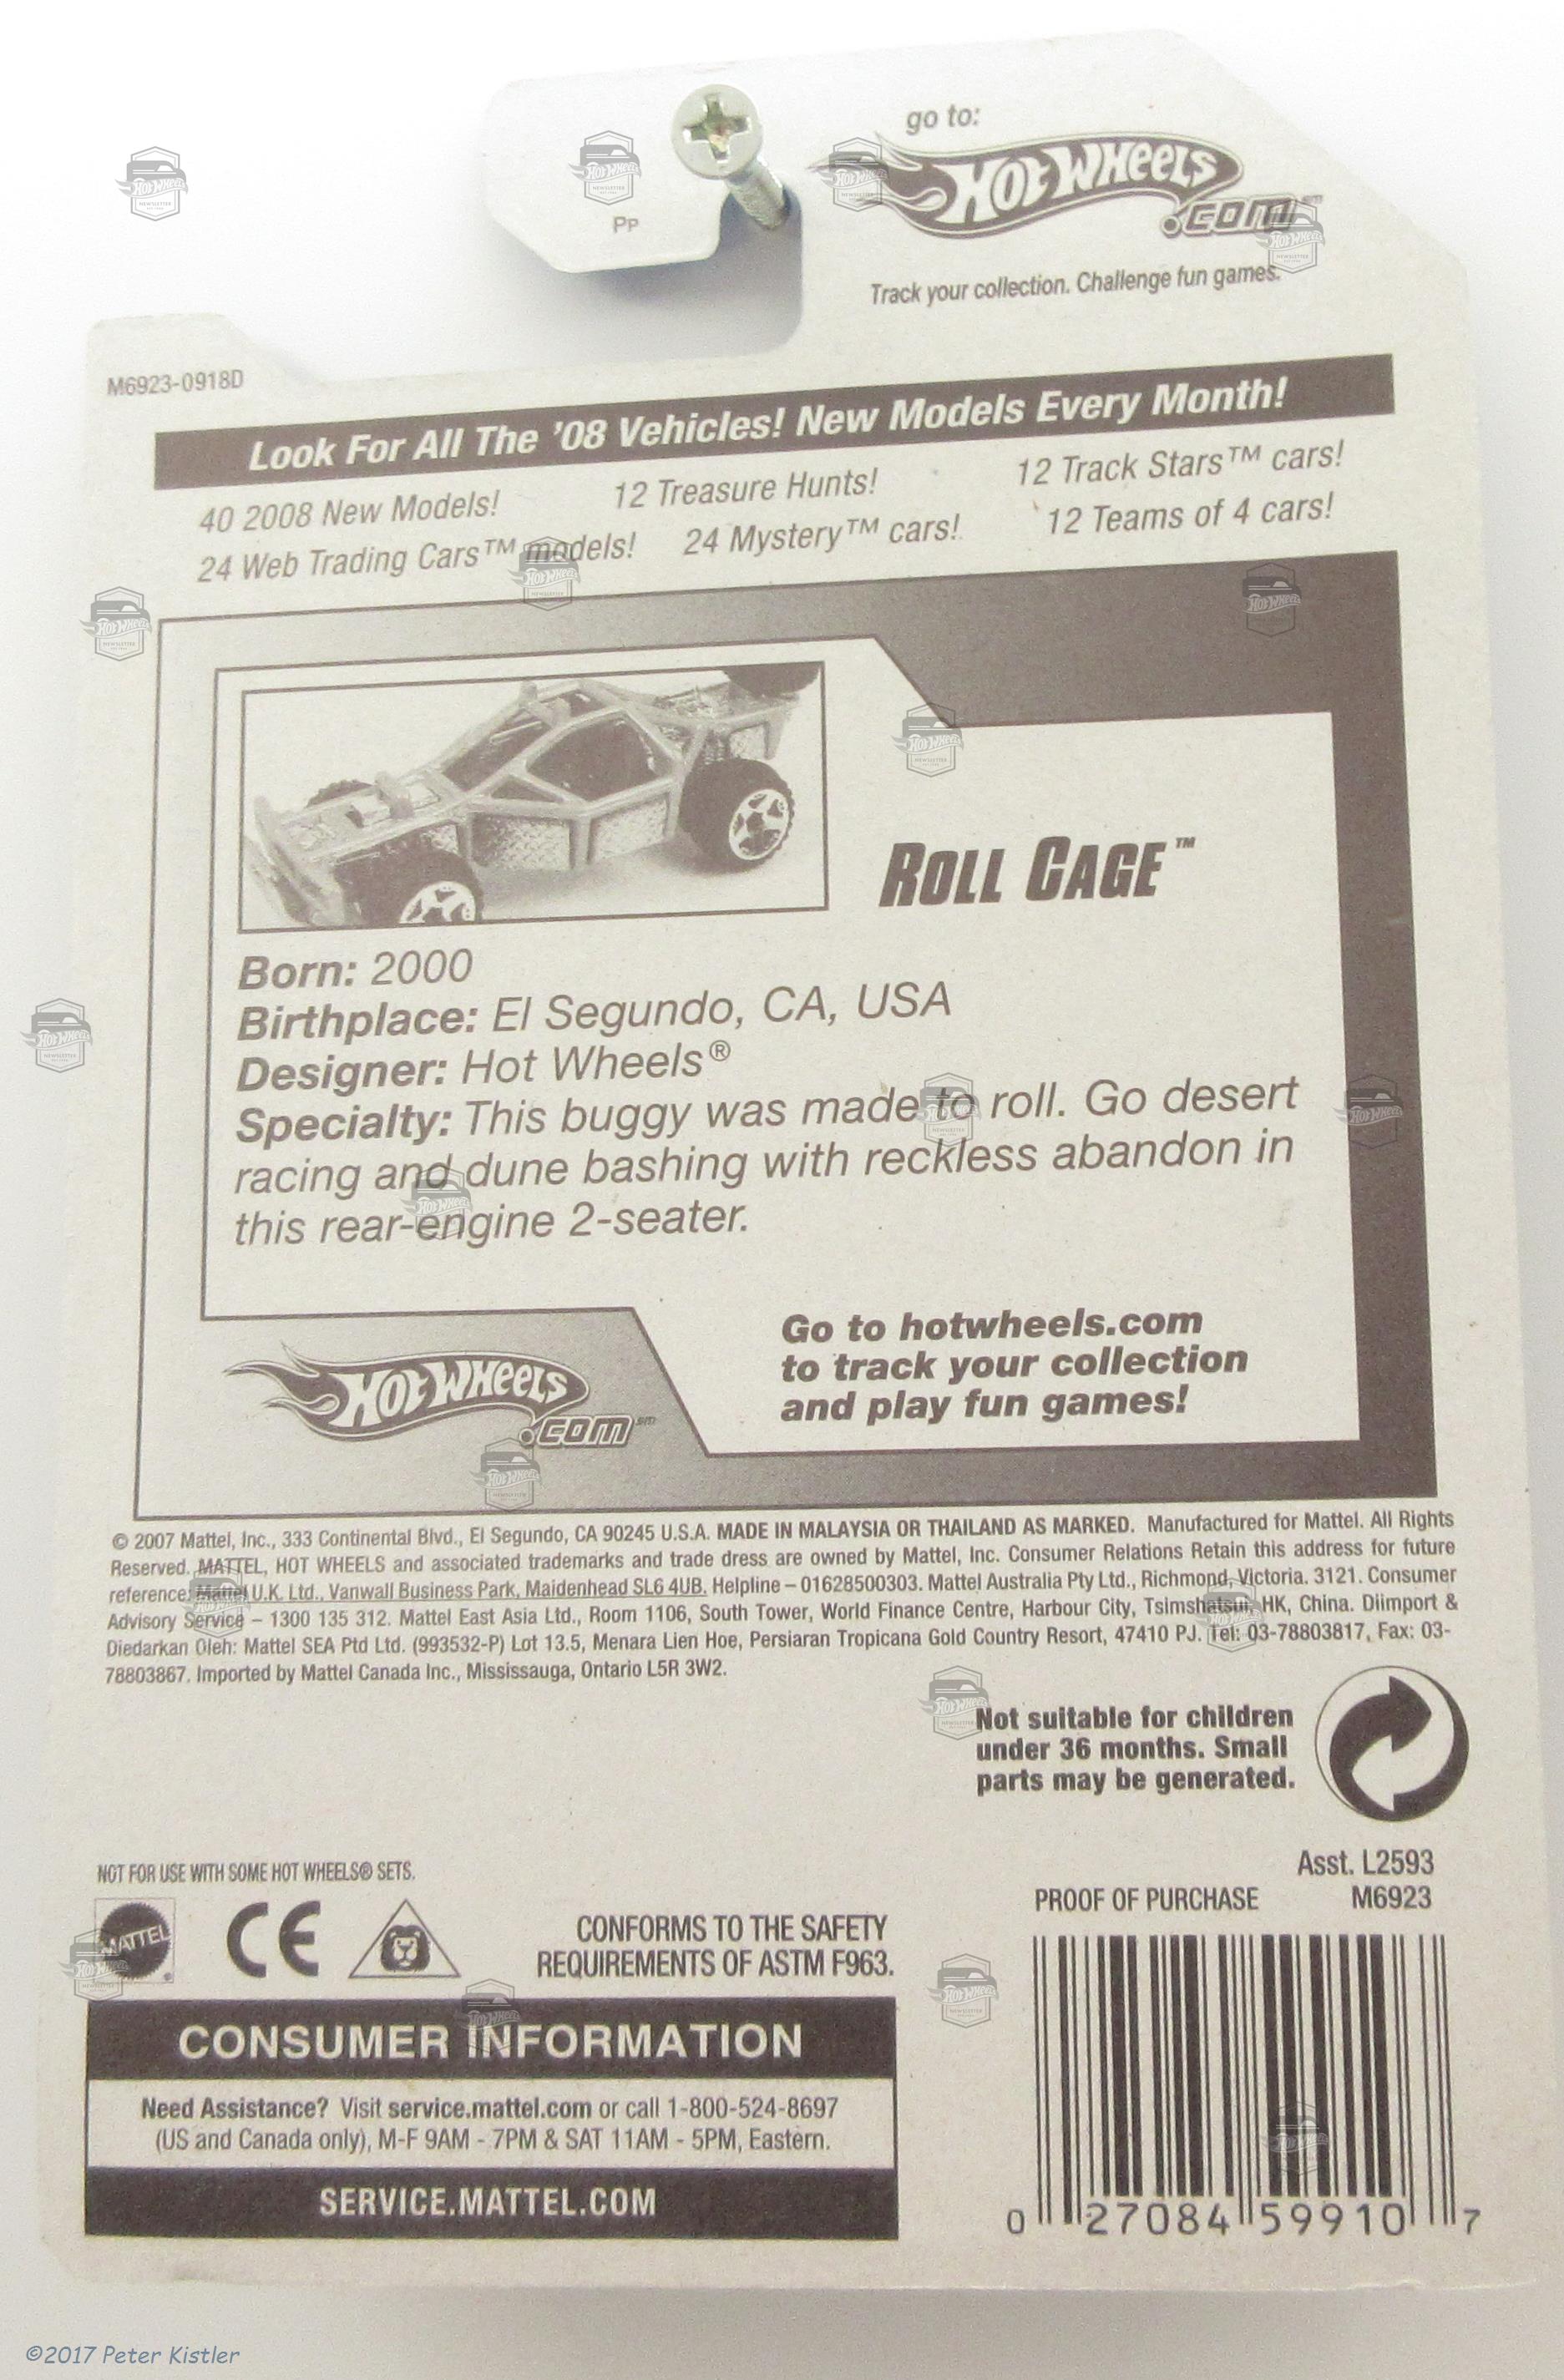 go to:
HOT WHEELS
.com
Pp
Track your collection. Challenge fun games.
M6923-0918D
Look For All The '08 Vehicles! New Models Every Month!
40 2008 New Models! 12 Treasure Hunts! 12 Track Stars™ cars!
24 Web Trading Cars™ models! 24 Mystery™ cars! 12 Teams of 4 cars!
ROLL CAGE™
Born: 2000
Birthplace: El Segundo, CA, USA
Designer: Hot Wheels®
Specialty: This buggy was made to roll. Go desert
racing and dune bashing with reckless abandon in
this rear-engine 2-seater.
HOT WHEELS
.com℠
Go to hotwheels.com
to track your collection
and play fun games!
© 2007 Mattel, Inc., 333 Continental Blvd., El Segundo, CA 90245 U.S.A. MADE IN MALAYSIA OR THAILAND AS MARKED. Manufactured for Mattel. All Rights
Reserved. MATTEL, HOT WHEELS and associated trademarks and trade dress are owned by Mattel, Inc. Consumer Relations Retain this address for future
reference: Mattel U.K. Ltd., Vanwall Business Park, Maidenhead SL6 4UB. Helpline – 01628500303. Mattel Australia Pty Ltd., Richmond, Victoria. 3121. Consumer
Advisory Service – 1300 135 312. Mattel East Asia Ltd., Room 1106, South Tower, World Finance Centre, Harbour City, Tsimshatsui, HK, China. Diimport &
Diedarkan Oleh: Mattel SEA Ptd Ltd. (993532-P) Lot 13.5, Menara Lien Hoe, Persiaran Tropicana Gold Country Resort, 47410 PJ. Tel: 03-78803817, Fax: 03-
78803867. Imported by Mattel Canada Inc., Mississauga, Ontario L5R 3W2.
Not suitable for children
under 36 months. Small
parts may be generated.
NOT FOR USE WITH SOME HOT WHEELS® SETS.
Asst. L2593
PROOF OF PURCHASE M6923
MATTEL
CE
CONFORMS TO THE SAFETY
REQUIREMENTS OF ASTM F963.
CONSUMER INFORMATION
Need Assistance? Visit service.mattel.com or call 1-800-524-8697
(US and Canada only), M-F 9AM - 7PM & SAT 11AM - 5PM, Eastern.
SERVICE.MATTEL.COM
0 27084 59910 7
©2017 Peter Kistler